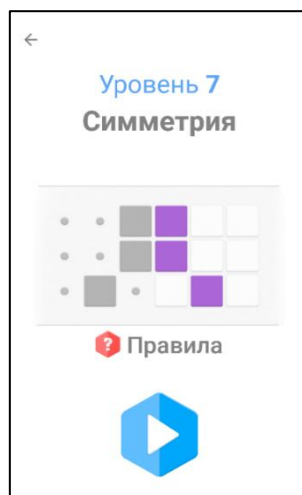 Уровень 7
Симметрия
? Правила